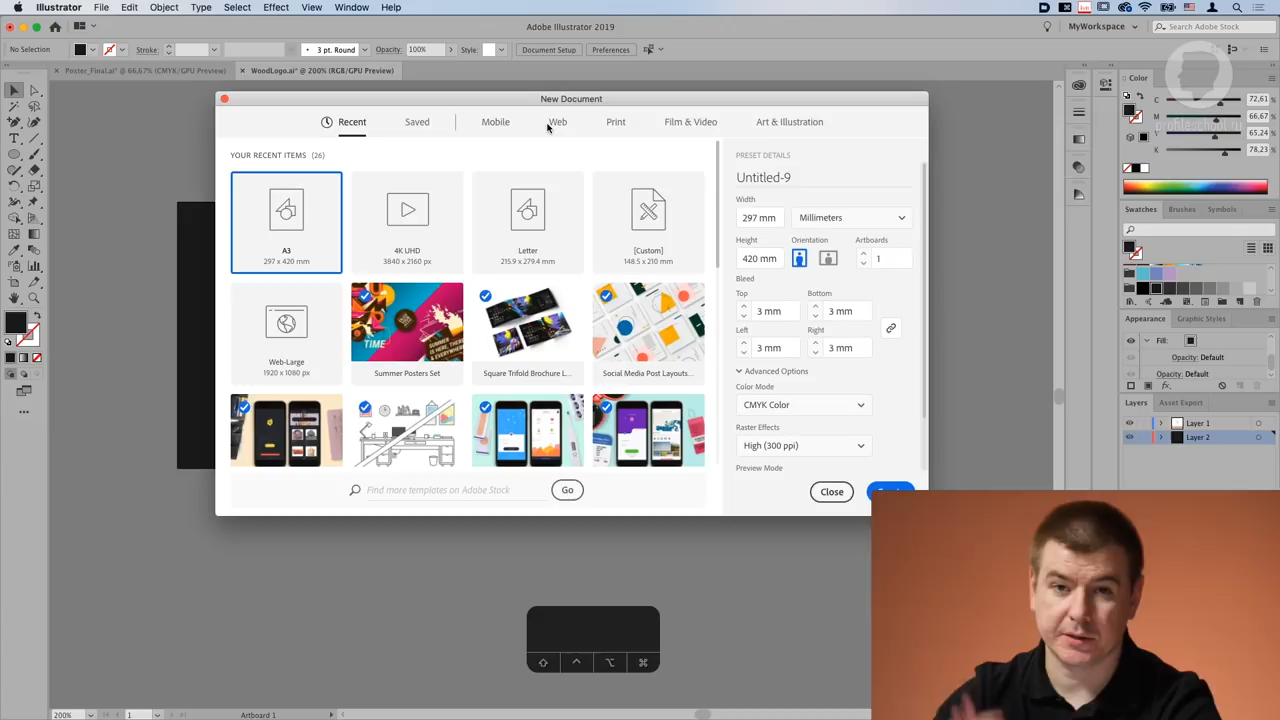 Illustrator File Edit Object Type Select Effect View Window Help
Adobe Illustrator 2019
MyWorkspace
Search Adobe Stock
No Selection
Stroke:
3 pt. Round
Opacity: 100%
Style:
Document Setup
Preferences
Poster_Final.ai* @ 66,67% (CMYK/GPU Preview)
WoodLogo.ai* @ 200% (RGB/GPU Preview)
New Document
Recent
Saved
Mobile
Web
Print
Film & Video
Art & Illustration
YOUR RECENT ITEMS (26)
A3
297 x 420 mm
4K UHD
3840 x 2160 px
Letter
215.9 x 279.4 mm
[Custom]
148.5 x 210 mm
Web-Large
1920 x 1080 px
Summer Posters Set
Square Trifold Brochure L...
Social Media Post Layouts...
Find more templates on Adobe Stock
Go
PRESET DETAILS
Untitled-9
Width
297 mm
Millimeters
Height
Orientation
Artboards
420 mm
1
Bleed
Top
Bottom
3 mm
3 mm
Left
Right
3 mm
3 mm
Advanced Options
Color Mode
CMYK Color
Raster Effects
High (300 ppi)
Preview Mode
Close
Color
C 72,61
M 66,67
Y 65,24
K 78,23
%
%
%
%
profileschool.ru
Swatches
Brushes
Symbols
Appearance
Graphic Styles
Fill:
Opacity: Default
Opacity: Default
Layers
Asset Export
Layer 1
Layer 2
200%
1
Artboard 1